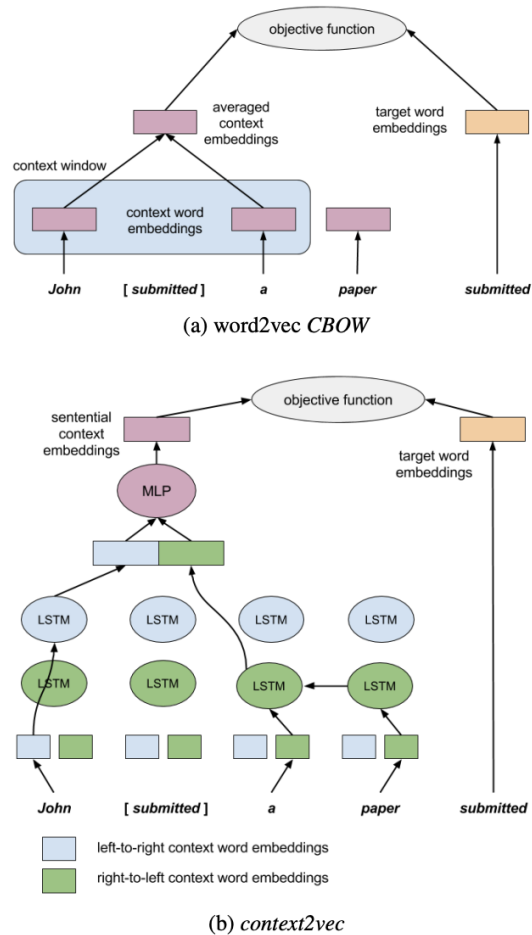 objective function
averaged
context
embeddings
target word
embeddings
context window
context word
embeddings
John
[ submitted ]
a
paper
submitted
(a) word2vec CBOW
objective function
sentential
context
embeddings
target word
embeddings
MLP
LSTM
LSTM
LSTM
LSTM
LSTM
LSTM
LSTM
LSTM
John
[ submitted ]
a
paper
submitted
left-to-right context word embeddings
right-to-left context word embeddings
(b) context2vec